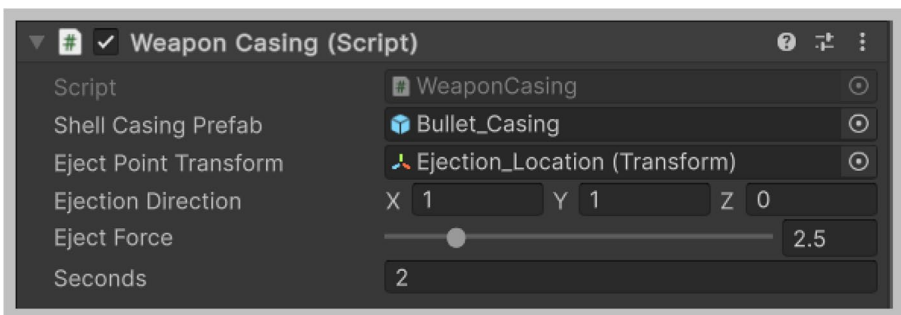 # Weapon Casing (Script)
Script # WeaponCasing
Shell Casing Prefab Bullet_Casing
Eject Point Transform Ejection_Location (Transform)
Ejection Direction X 1 Y 1 Z 0
Eject Force 2.5
Seconds 2